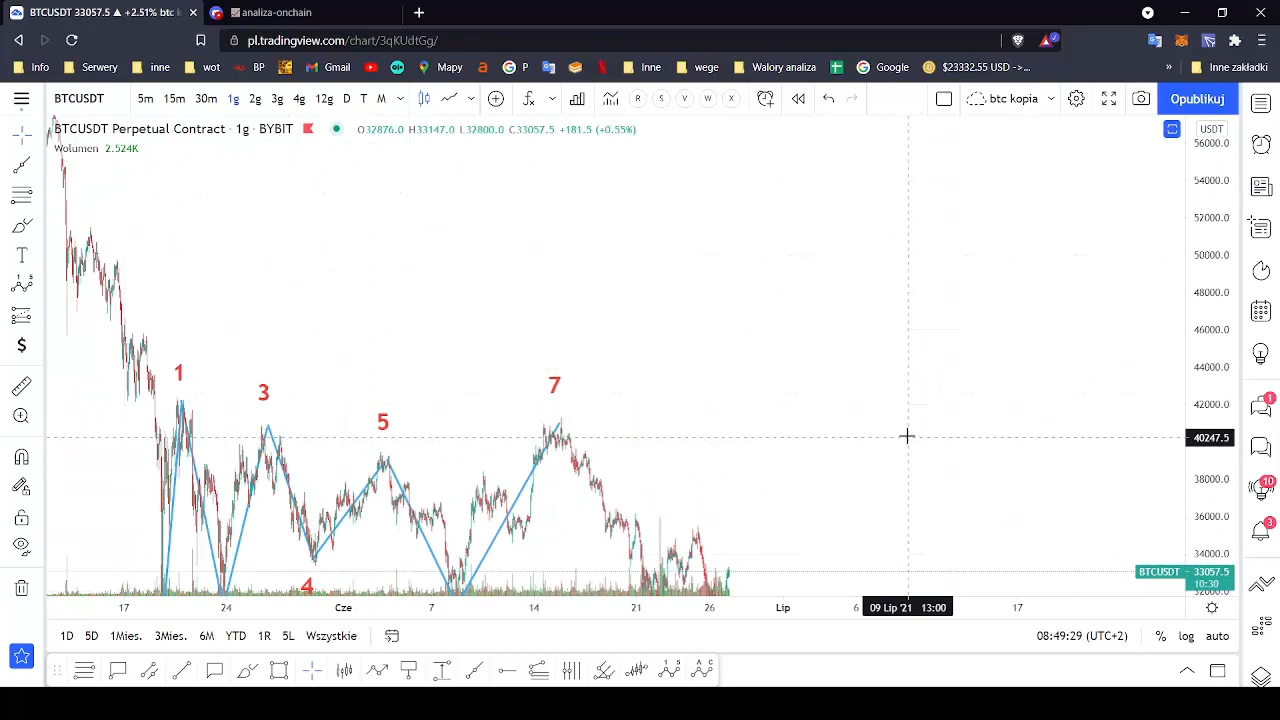 BTCUSDT 33057.5 ▲ +2.51% btc
analiza-onchain
pl.tradingview.com/chart/3qKUdtGg/
Info Serwery inne wot BP Gmail Mapy a P Google Inne wege Walory analiza Google $23332.55 USD ->... » Inne zakładki
BTCUSDT 5m 15m 30m 1g 2g 3g 4g 12g D T M R S V W X btc kopia Opublikuj
BTCUSDT Perpetual Contract · 1g · BYBIT O32876.0 H33147.0 L32800.0 C33057.5 +181.5 (+0.55%) USDT
Wolumen 2.524K
56000.0
54000.0
52000.0
50000.0
48000.0
46000.0
44000.0
42000.0
40247.5
38000.0
36000.0
34000.0
BTCUSDT 33057.5
10:30
32000.0
1
3
5
7
4
1
10
3
17 24 Cze 7 14 21 26 Lip 6 09 Lip '21 13:00 17
1D 5D 1Mies. 3Mies. 6M YTD 1R 5L Wszystkie 08:49:29 (UTC+2) % log auto